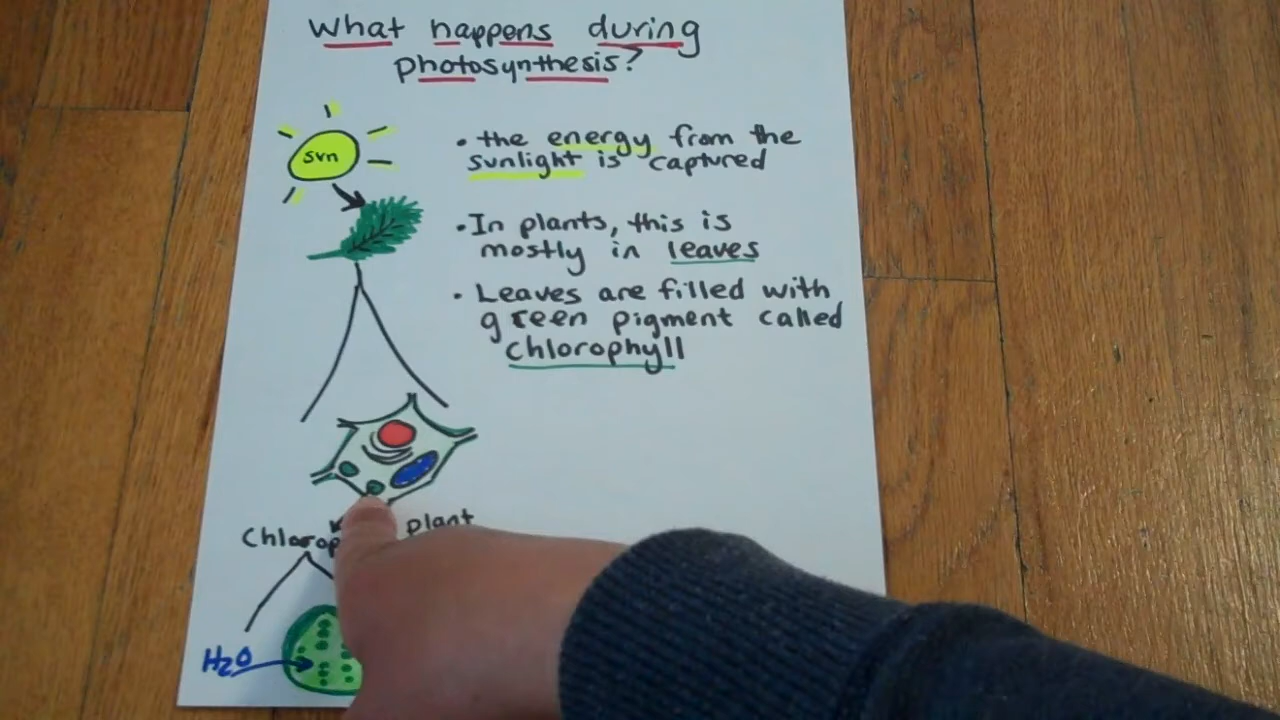 What happens during
photosynthesis?
sun
• the energy from the
sunlight is captured
• In plants, this is
mostly in leaves
• Leaves are filled with
green pigment called
chlorophyll
plant
H2O